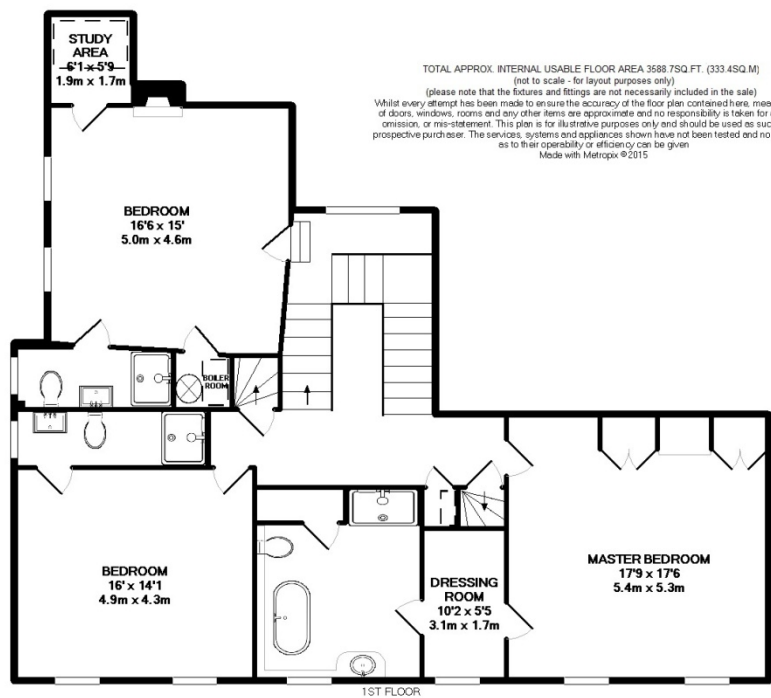 STUDY
AREA
6'1 x 5'9
1.9m x 1.7m
TOTAL APPROX. INTERNAL USABLE FLOOR AREA 3588.7SQ.FT. (333.4SQ.M)
(not to scale - for layout purposes only)
(please note that the fixtures and fittings are not necessarily included in the sale)
Whilst every attempt has been made to ensure the accuracy of the floor plan contained here, mea
of doors, windows, rooms and any other items are approximate and no responsibility is taken for
omission, or mis-statement. This plan is for illustrative purposes only and should be used as suc
prospective purchaser. The services, systems and appliances shown have not been tested and no
as to their operability or efficiency can be given
Made with Metropix ©2015
BEDROOM
16'6 x 15'
5.0m x 4.6m
BOILER
ROOM
BEDROOM
16' x 14'1
4.9m x 4.3m
DRESSING
ROOM
10'2 x 5'5
3.1m x 1.7m
MASTER BEDROOM
17'9 x 17'6
5.4m x 5.3m
1ST FLOOR